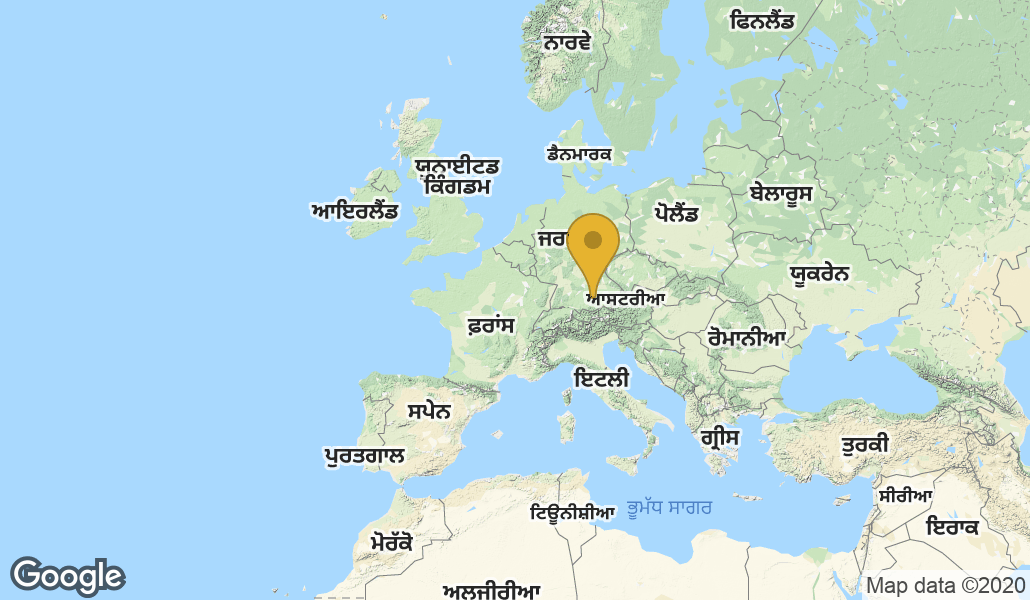 ਫਿਨਲੈਂਡ
ਨਾਰਵੇ
ਡੈਨਮਾਰਕ
ਯੂਨਾਈਟਡ
ਕਿੰਗਡਮ
ਬੇਲਾਰੂਸ
ਆਇਰਲੈਂਡ
ਪੋਲੈਂਡ
ਯੂਕਰੇਨ
ਆਸਟਰੀਆ
ਫ਼ਰਾਂਸ
ਰੋਮਾਨੀਆ
ਇਟਲੀ
ਸਪੇਨ
ਗ੍ਰੀਸ
ਤੁਰਕੀ
ਪੁਰਤਗਾਲ
ਸੀਰੀਆ
ਭੂਮੱਧ ਸਾਗਰ
ਟਿਊਨੀਸ਼ੀਆ
ਇਰਾਕ
ਮੋਰੱਕੋ
ਅਲਜੀਰੀਆ
Google
Map data ©2020